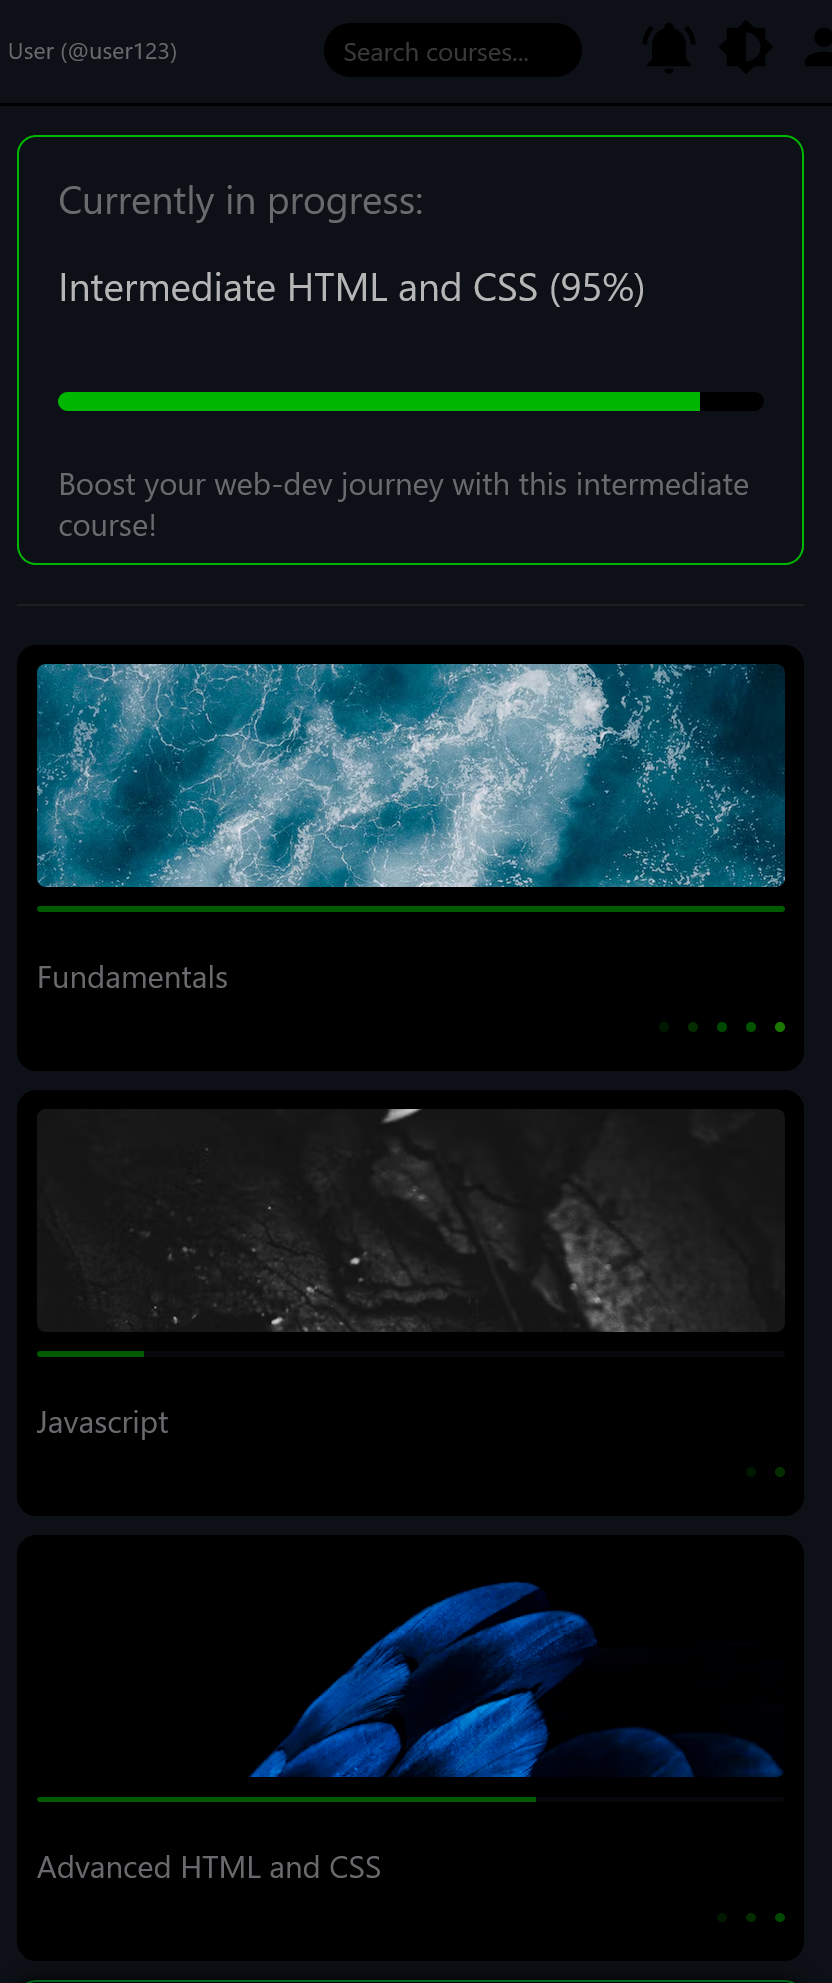 User (@user123)
Search courses...
Currently in progress:
Intermediate HTML and CSS (95%)
Boost your web-dev journey with this intermediate
course!
Fundamentals
Javascript
Advanced HTML and CSS